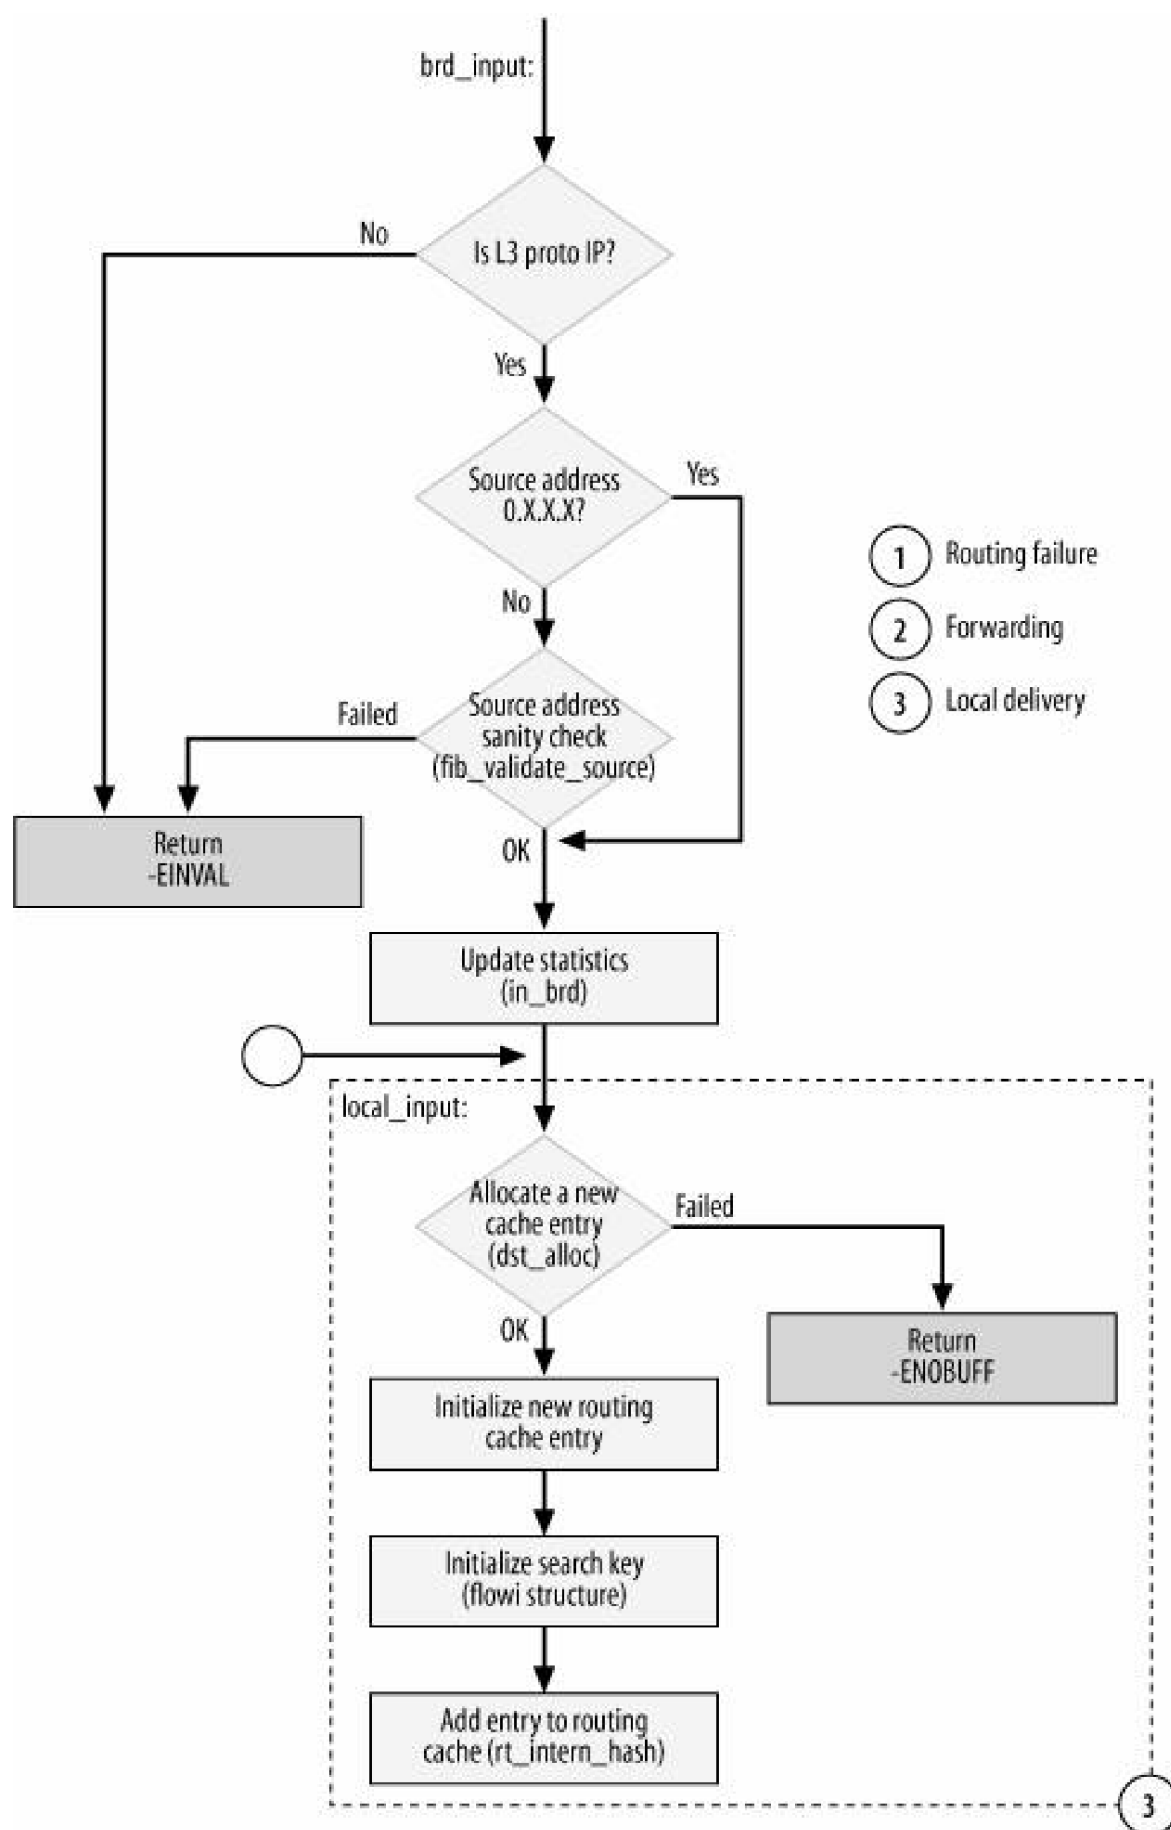 brd_input:
No
Is L3 proto IP?
Yes
Source address
0.X.X.X?
Yes
No
1 Routing failure
2 Forwarding
3 Local delivery
Failed
Source address
sanity check
(fib_validate_source)
Return
-EINVAL
OK
Update statistics
(in_brd)
local_input:
Allocate a new
cache entry
(dst_alloc)
Failed
OK
Return
-ENOBUFF
Initialize new routing
cache entry
Initialize search key
(flowi structure)
Add entry to routing
cache (rt_intern_hash)
3